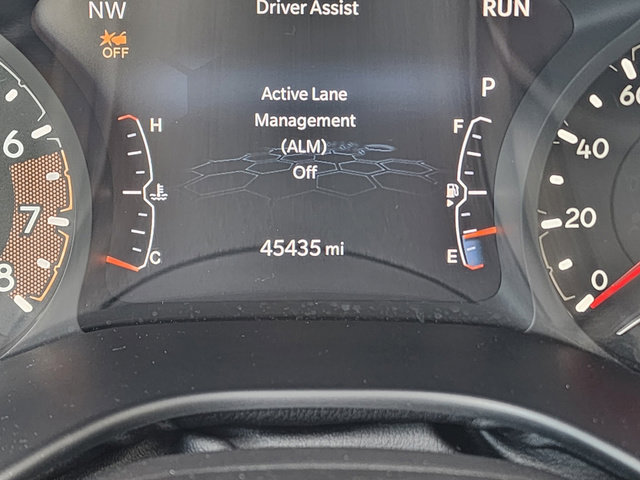 NW
Driver Assist
RUN
OFF
P
Active Lane
Management
(ALM)
Off
H
F
C
E
45435 mi
6
7
8
60
40
20
0